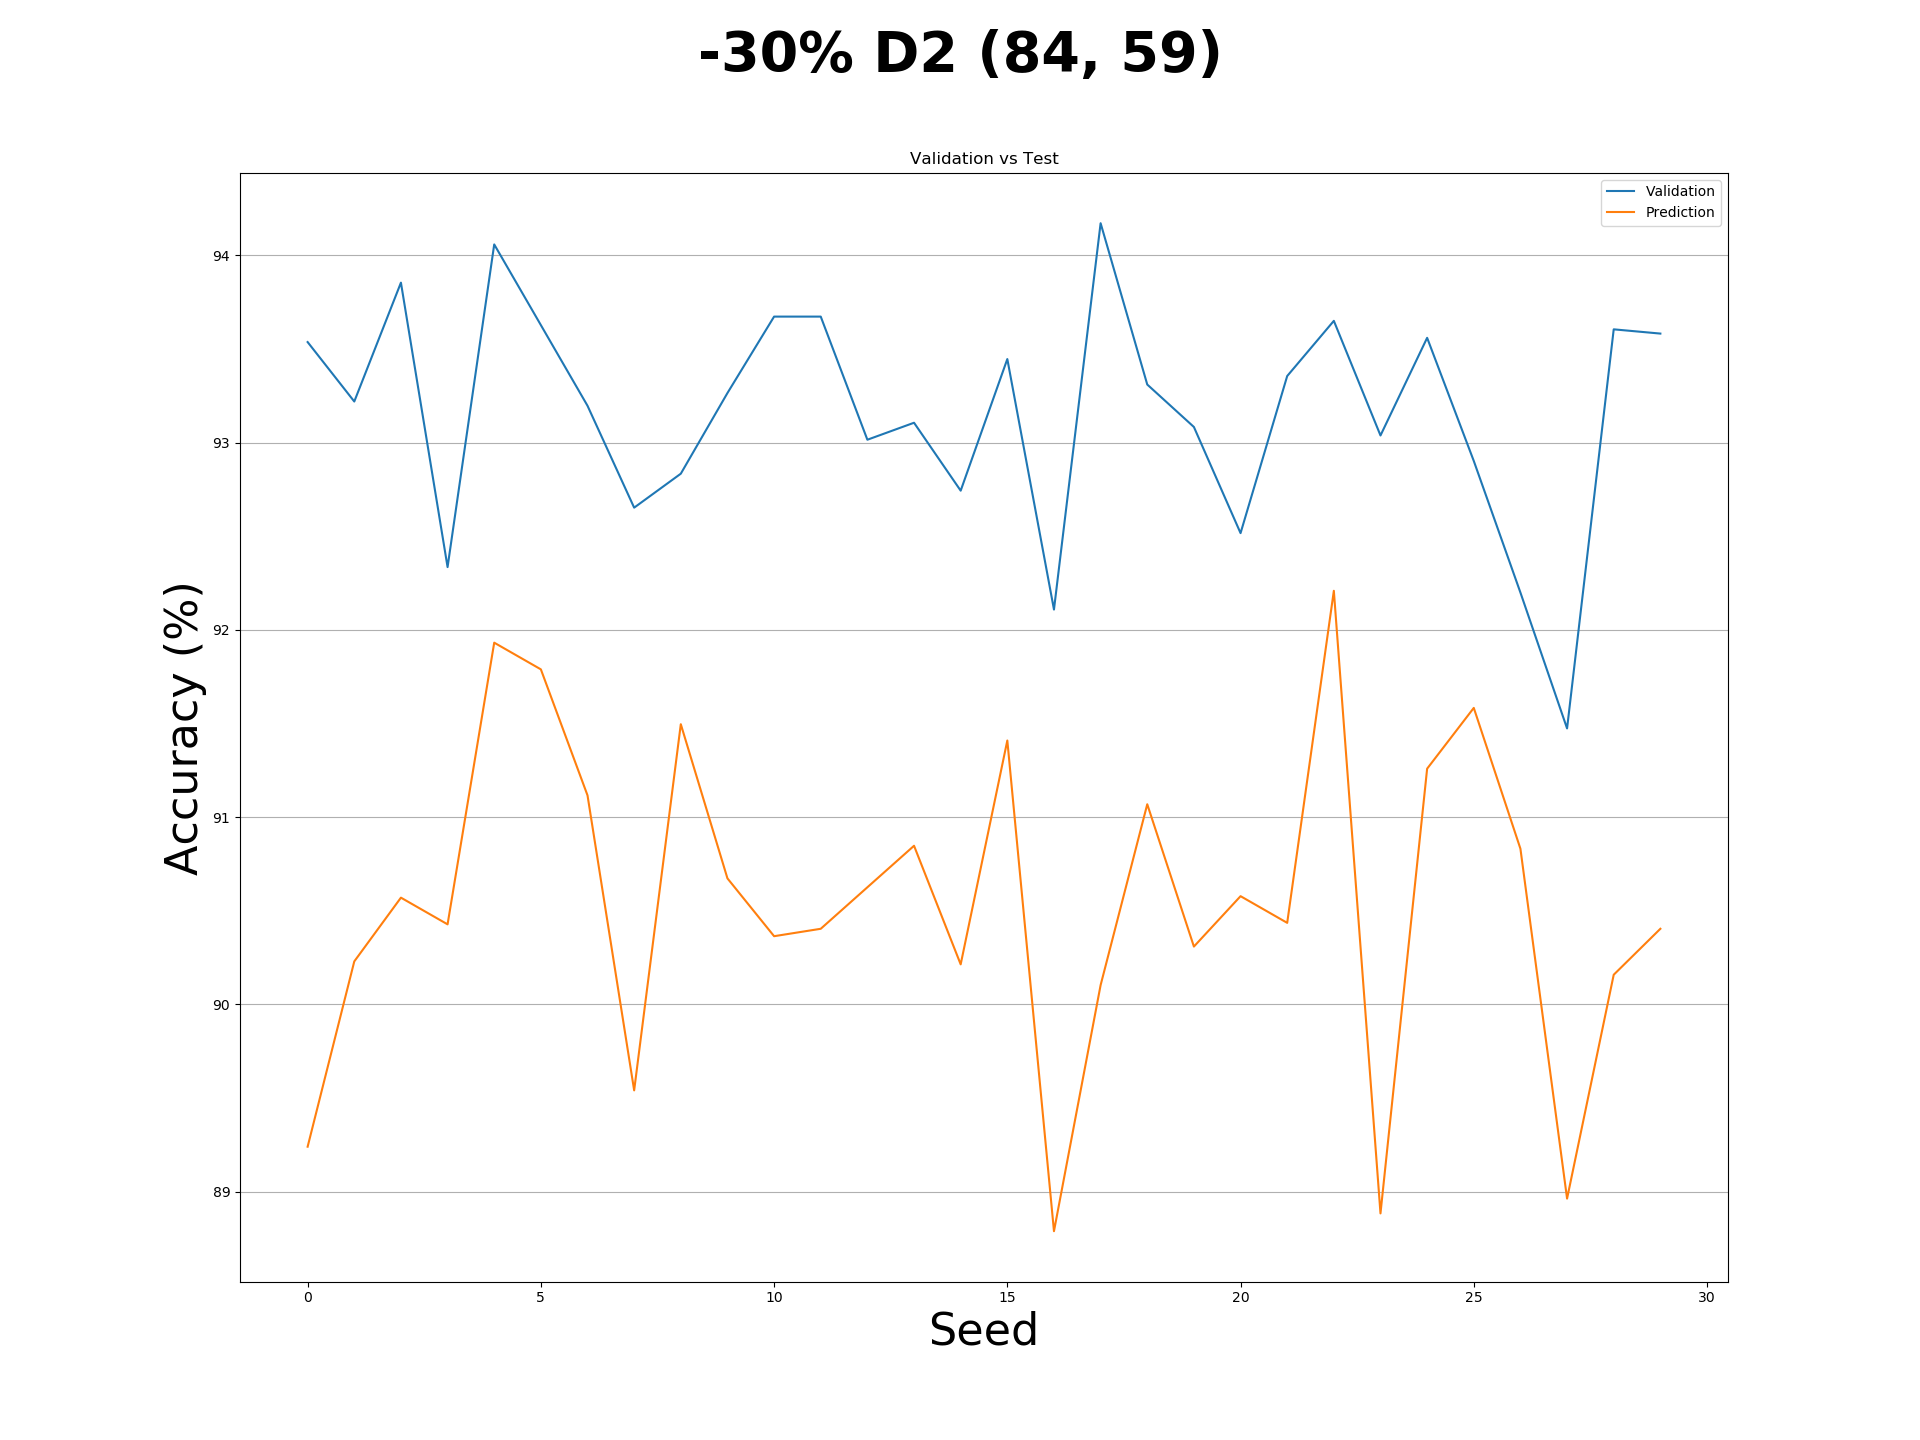 -30% D2 (84, 59)
Validation vs Test
Validation
Prediction
94
93
92
91
90
89
Accuracy (%)
0 5 10 15 20 25 30
Seed